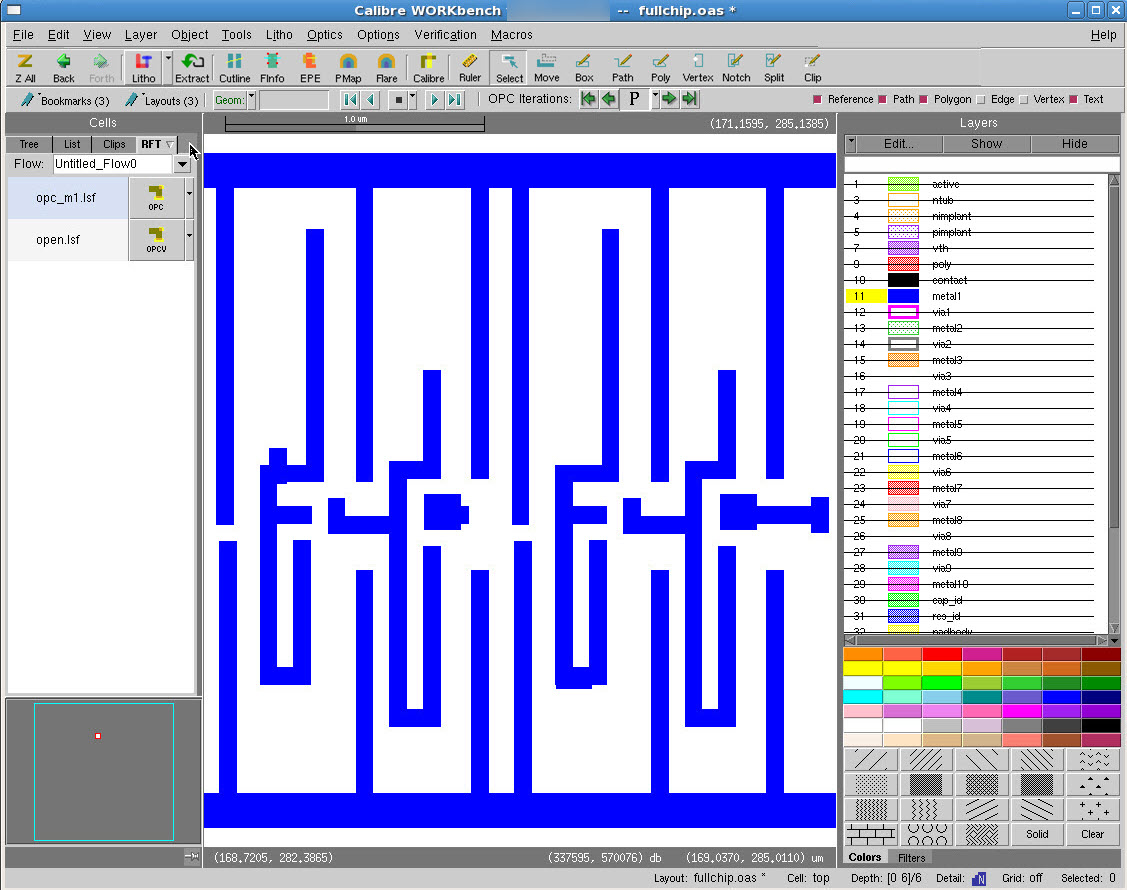 Calibre WORKbench -- fullchip.oas *
File Edit View Layer Object Tools Litho Optics Options Verification Macros Help
Z All Back Forth Litho Extract Cutline FInfo EPE PMap Flare Calibre Ruler Select Move Box Path Poly Vertex Notch Split Clip
Bookmarks (3) Layouts (3) Geom: OPC Iterations: P Reference Path Polygon Edge Vertex Text
Cells
Tree List Clips RFT
Flow: Untitled_Flow0
opc_m1.lsf OPC
open.lsf OPCV
1.0 um
(171.1595, 285.1385)
Layers
Edit... Show Hide
1 active
3 ntub
4 nimplant
5 pimplant
7 vth
9 poly
10 contact
11 metal1
12 via1
13 metal2
14 via2
15 metal3
16 via3
17 metal4
18 via4
19 metal5
20 via5
21 metal6
22 via6
23 metal7
24 via7
25 metal8
26 via8
27 metal9
28 via9
29 metal10
30 cap_id
31 res_id
32 padbody
Solid Clear
Colors Filters
(168.7205, 282.3865) (337595, 570076) db (169.0370, 285.0110) um
Layout: fullchip.oas * Cell: top Depth: [0 6]/6 Detail: Grid: off Selected: 0